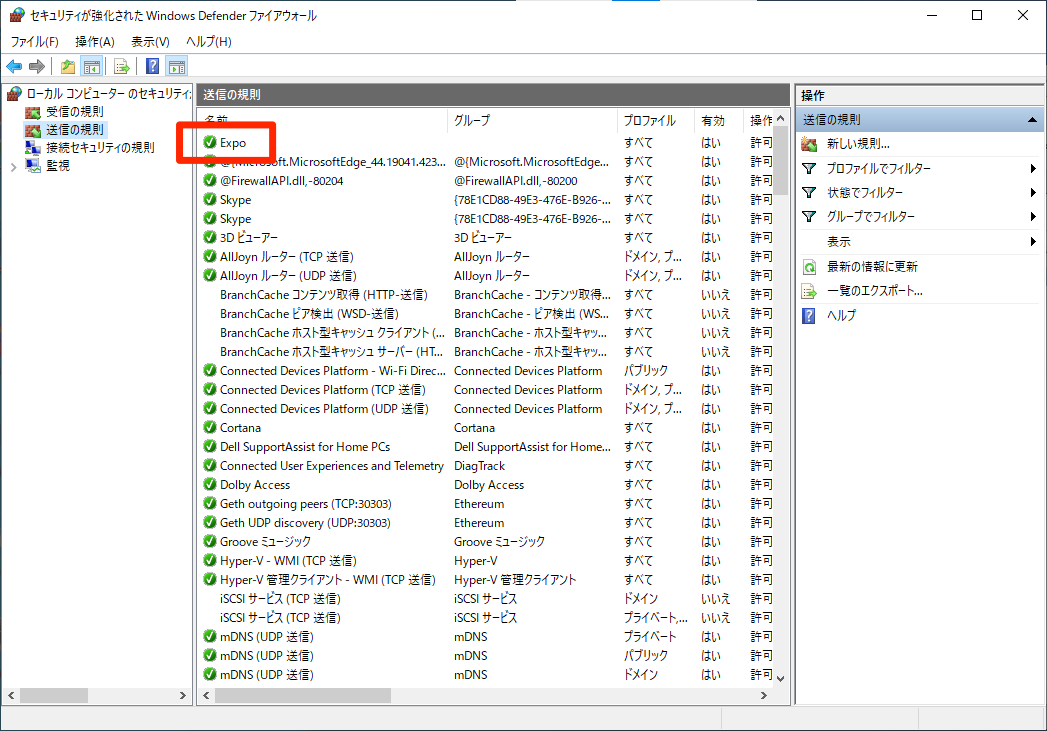 セキュリティが強化された Windows Defender ファイアウォール
ファイル(F) 操作(A) 表示(V) ヘルプ(H)
ローカル コンピューター のセキュリティ
受信の規則
送信の規則
接続セキュリティの規則
監視
送信の規則
名前 グループ プロファイル 有効 操作
Expo すべて はい 許可
@{Microsoft.MicrosoftEdge_44.19041.423... @{Microsoft.MicrosoftEdge... すべて はい 許可
@FirewallAPI.dll,-80204 @FirewallAPI.dll,-80200 すべて はい 許可
Skype {78E1CD88-49E3-476E-B926-... すべて はい 許可
Skype {78E1CD88-49E3-476E-B926-... すべて はい 許可
3D ビューアー 3D ビューアー すべて はい 許可
AllJoyn ルーター (TCP 送信) AllJoyn ルーター ドメイン, プ... はい 許可
AllJoyn ルーター (UDP 送信) AllJoyn ルーター ドメイン, プ... はい 許可
BranchCache コンテンツ取得 (HTTP-送信) BranchCache - コンテンツ取得... すべて いいえ 許可
BranchCache ピア検出 (WSD-送信) BranchCache - ピア検出 (WS... すべて いいえ 許可
BranchCache ホスト型キャッシュ クライアント (... BranchCache - ホスト型キャッ... すべて いいえ 許可
BranchCache ホスト型キャッシュ サーバー (HT... BranchCache - ホスト型キャッ... すべて いいえ 許可
Connected Devices Platform - Wi-Fi Direc... Connected Devices Platform パブリック はい 許可
Connected Devices Platform (TCP 送信) Connected Devices Platform ドメイン, プ... はい 許可
Connected Devices Platform (UDP 送信) Connected Devices Platform ドメイン, プ... はい 許可
Cortana Cortana すべて はい 許可
Dell SupportAssist for Home PCs Dell SupportAssist for Home... すべて はい 許可
Connected User Experiences and Telemetry DiagTrack すべて はい 許可
Dolby Access Dolby Access すべて はい 許可
Geth outgoing peers (TCP:30303) Ethereum すべて はい 許可
Geth UDP discovery (UDP:30303) Ethereum すべて はい 許可
Groove ミュージック Groove ミュージック すべて はい 許可
Hyper-V - WMI (TCP 送信) Hyper-V すべて はい 許可
Hyper-V 管理クライアント - WMI (TCP 送信) Hyper-V 管理クライアント すべて はい 許可
iSCSI サービス (TCP 送信) iSCSI サービス ドメイン いいえ 許可
iSCSI サービス (TCP 送信) iSCSI サービス プライベート,... いいえ 許可
mDNS (UDP 送信) mDNS プライベート はい 許可
mDNS (UDP 送信) mDNS パブリック はい 許可
mDNS (UDP 送信) mDNS ドメイン はい 許可
操作
送信の規則
新しい規則...
プロファイルでフィルター
状態でフィルター
グループでフィルター
表示
最新の情報に更新
一覧のエクスポート...
ヘルプ